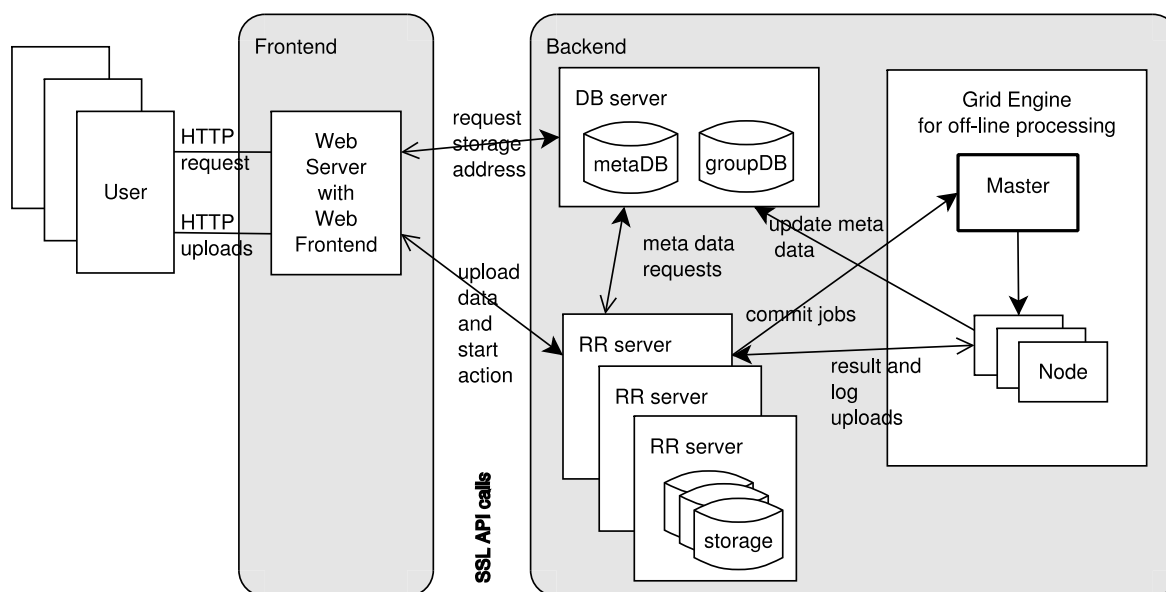 Frontend
Backend
User
HTTP
request
HTTP
uploads
Web
Server
with
Web
Frontend
request
storage
address
upload
data
and
start
action
SSL API calls
DB server
metaDB
groupDB
meta data
requests
update meta
data
commit jobs
result and
log
uploads
RR server
RR server
RR server
storage
Grid Engine
for off-line processing
Master
Node